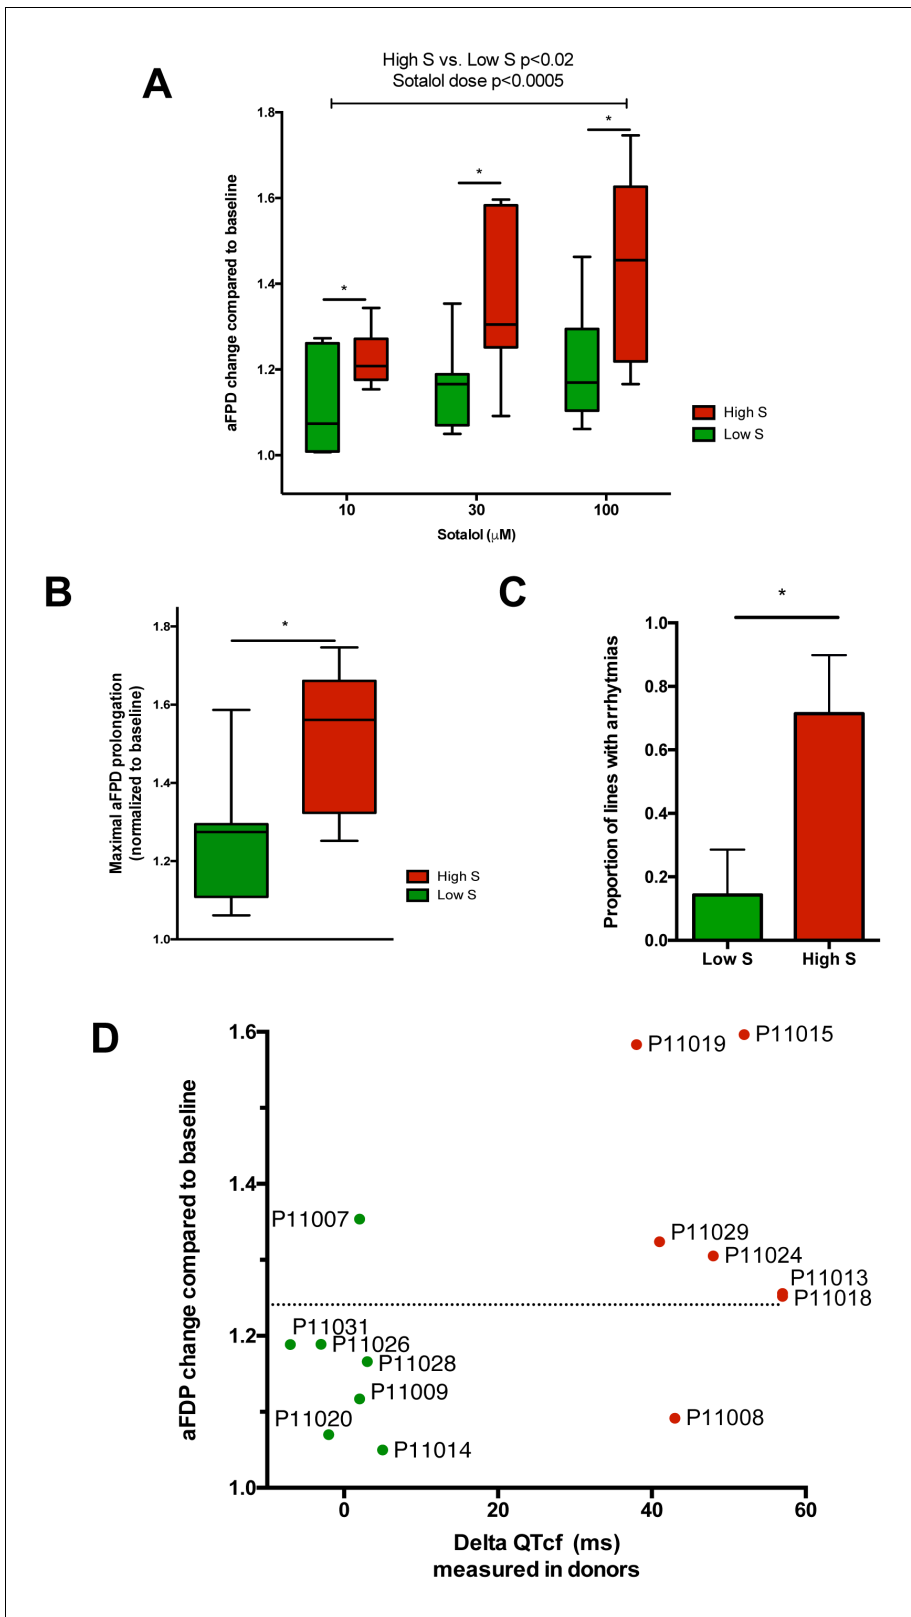 A
High S vs. Low S p<0.02
Sotalol dose p<0.0005
aFPD change compared to baseline
1.8
1.6
1.4
1.2
1.0
*
*
*
10
30
100
Sotalol (μM)
High S
Low S
B
Maximal aFPD prolongation
(normalized to baseline)
1.8
1.6
1.4
1.2
1.0
*
High S
Low S
C
Proportion of lines with arrhytmias
1.0
0.8
0.6
0.4
0.2
0.0
*
Low S
High S
D
aFDP change compared to baseline
1.6
1.4
1.2
1.0
P11019
P11015
P11007
P11029
P11024
P11013
P11018
P11031
P11026
P11028
P11009
P11020
P11014
P11008
0
20
40
60
Delta QTcf (ms)
measured in donors